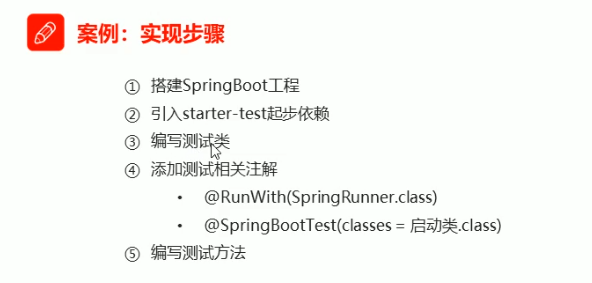 案例：实现步骤
① 搭建SpringBoot工程
② 引入starter-test起步依赖
③ 编写测试类
④ 添加测试相关注解
• @RunWith(SpringRunner.class)
• @SpringBootTest(classes = 启动类.class)
⑤ 编写测试方法